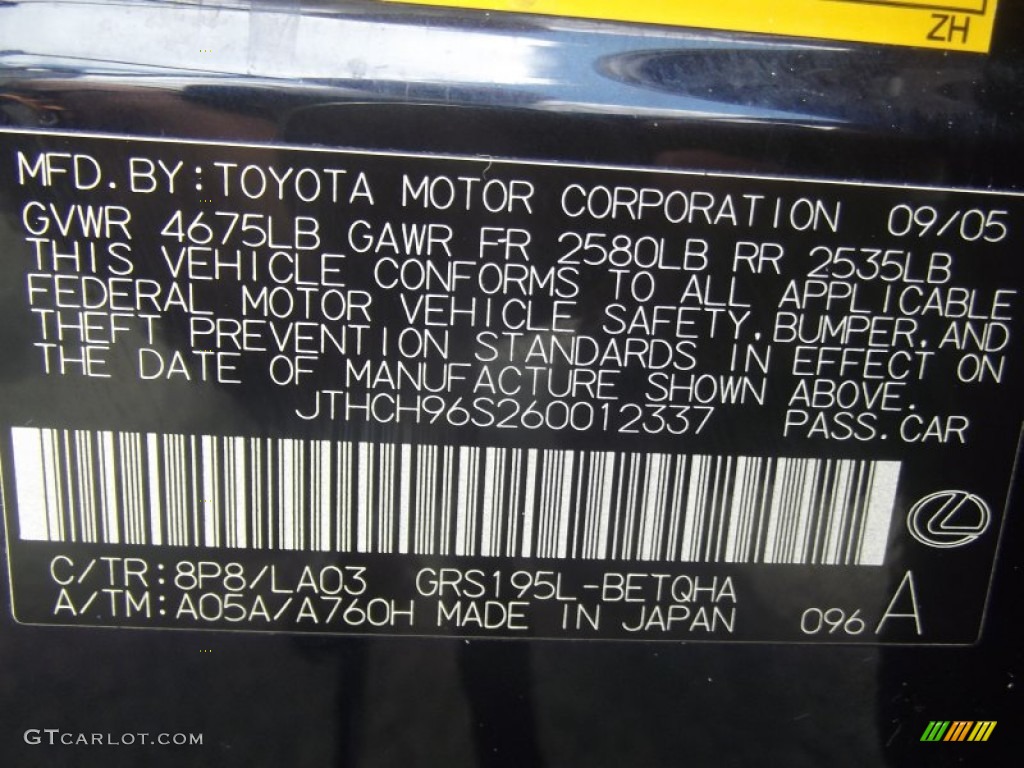 ZH
MFD.BY:TOYOTA MOTOR CORPORATION 09/05
GVWR 4675LB GAWR FR 2580LB RR 2535LB
THIS VEHICLE CONFORMS TO ALL APPLICABLE
FEDERAL MOTOR VEHICLE SAFETY,BUMPER,AND
THEFT PREVENTION STANDARDS IN EFFECT ON
THE DATE OF MANUFACTURE SHOWN ABOVE.
JTHCH96S260012337 PASS.CAR
C/TR:8P8/LA03 GRS195L-BETQHA
A/TM:A05A/A760H MADE IN JAPAN 096 A
GTCARLOT.COM